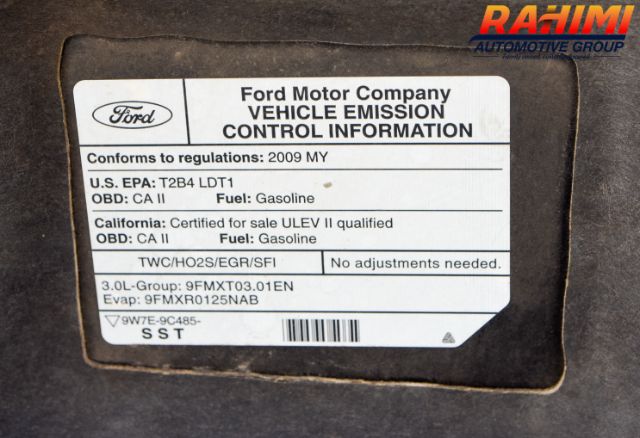 RAHIMI
AUTOMOTIVE GROUP
Ford
Ford Motor Company
VEHICLE EMISSION
CONTROL INFORMATION
Conforms to regulations: 2009 MY
U.S. EPA: T2B4 LDT1
OBD: CA II Fuel: Gasoline
California: Certified for sale ULEV II qualified
OBD: CA II Fuel: Gasoline
TWC/HO2S/EGR/SFI No adjustments needed.
3.0L-Group: 9FMXT03.01EN
Evap: 9FMXR0125NAB
9W7E-9C485-
SST